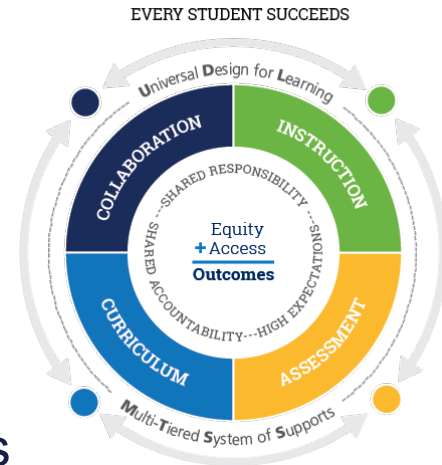 EVERY STUDENT SUCCEEDS
Universal Design for Learning
COLLABORATION
INSTRUCTION
---SHARED RESPONSIBILITY ---HIGH EXPECTATIONS
SHARED ACCOUNTABILITY---
Equity
+ Access
Outcomes
CURRICULUM
ASSESSMENT
Multi-Tiered System of Supports
s